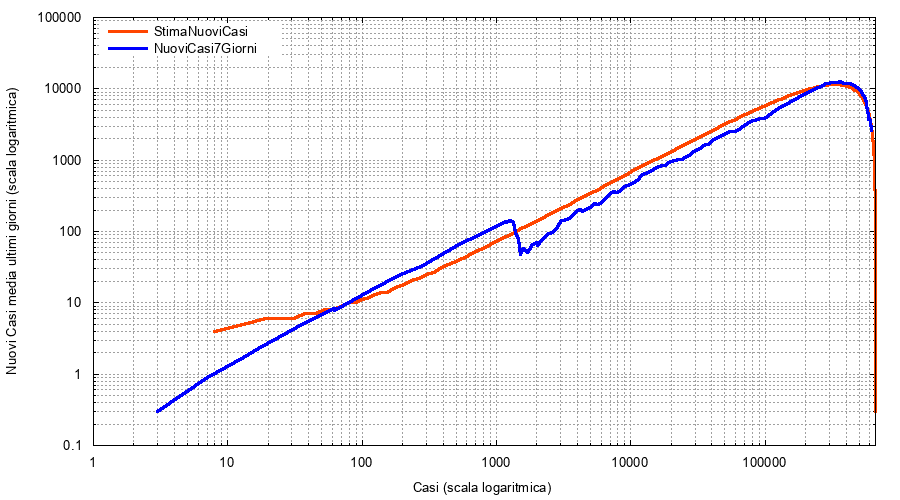 100000
10000
1000
100
10
1
0.1
StimaNuoviCasi
NuoviCasi7Giorni
Nuovi Casi media ultimi giorni (scala logaritmica)
1 10 100 1000 10000 100000
Casi (scala logaritmica)